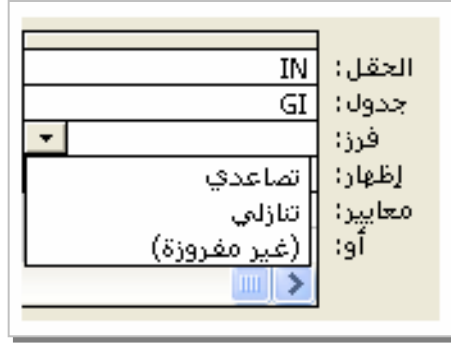 الحقل: IN
جدول: GI
فرز:
إظهار: تصاعدي
معايير: تنازلي
أو: (غير مفروزة)